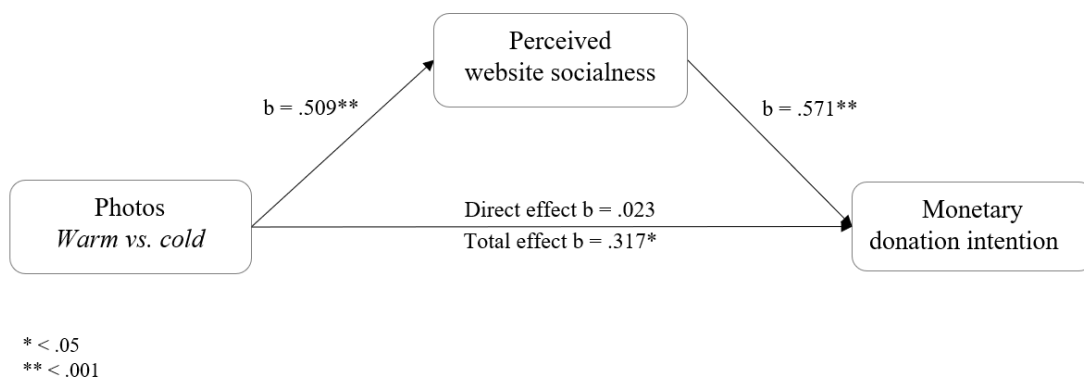 Perceived
website socialness
b = .509**
b = .571**
Photos
Warm vs. cold
Direct effect b = .023
Total effect b = .317*
Monetary
donation intention
* < .05
** < .001